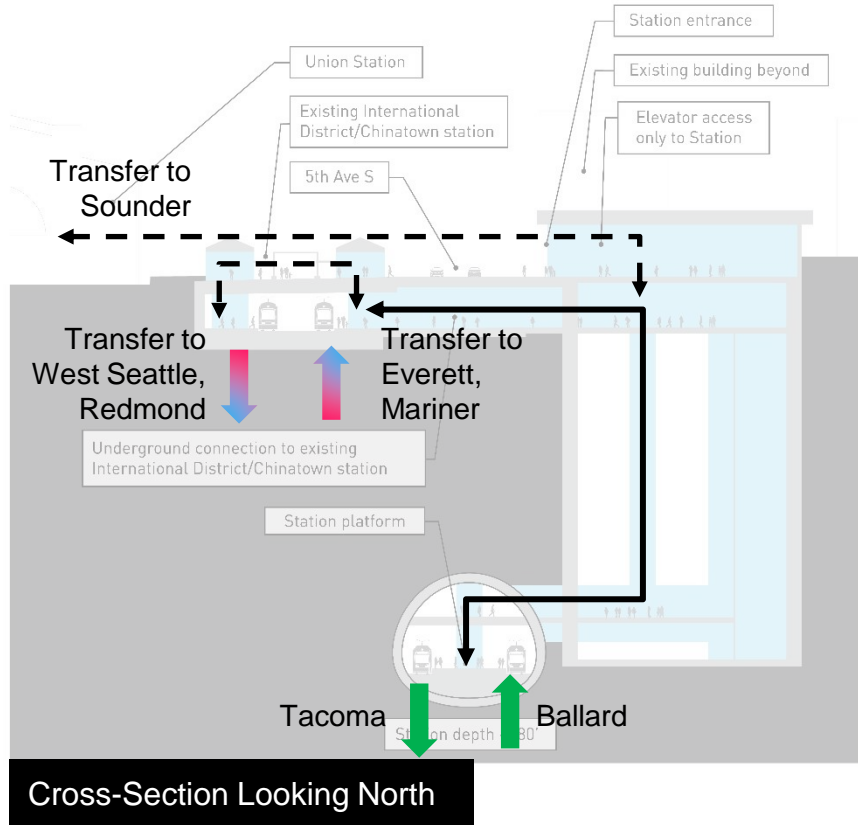 Station entrance
Union Station
Existing building beyond
Existing International
District/Chinatown station
Elevator access
only to Station
5th Ave S
Transfer to
Sounder
Transfer to
West Seattle,
Redmond
Transfer to
Everett,
Mariner
Underground connection to existing
International District/Chinatown station
Station platform
Tacoma
Ballard
Station depth
Cross-Section Looking North